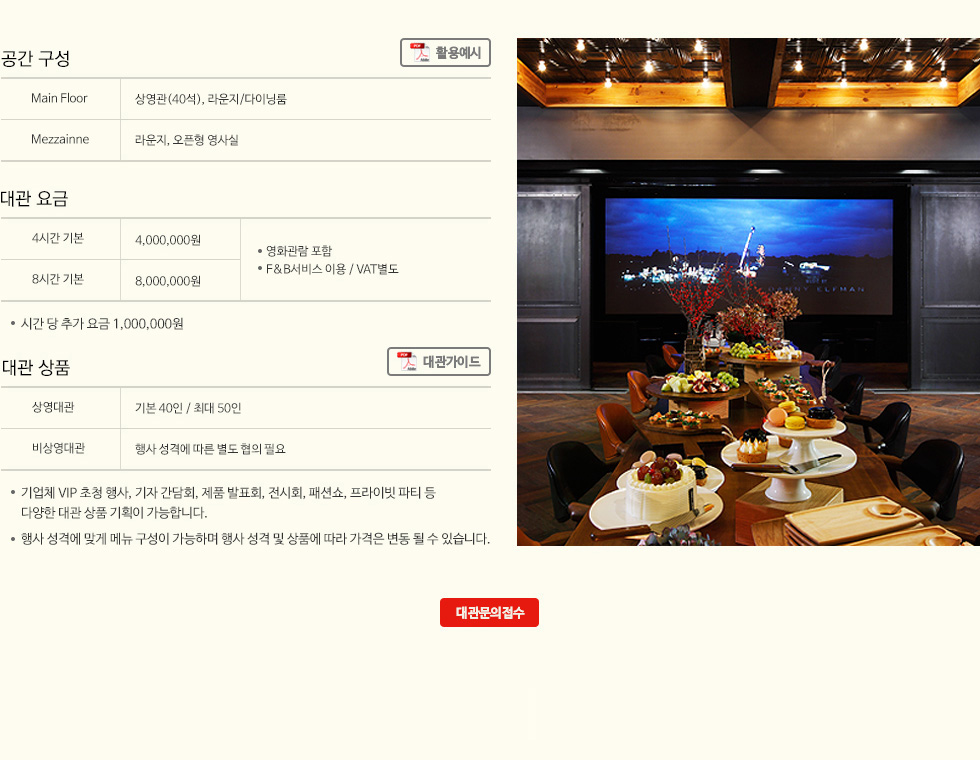 공간 구성
활용예시
Main Floor 상영관(40석), 라운지/다이닝룸
Mezzainne 라운지, 오픈형 영사실
대관 요금
4시간 기본 4,000,000원
8시간 기본 8,000,000원
• 영화관람 포함
• F&B서비스 이용 / VAT별도
• 시간 당 추가 요금 1,000,000원
대관 상품
대관가이드
상영대관 기본 40인 / 최대 50인
비상영대관 행사 성격에 따른 별도 협의 필요
• 기업체 VIP 초청 행사, 기자 간담회, 제품 발표회, 전시회, 패션쇼, 프라이빗 파티 등
다양한 대관 상품 기획이 가능합니다.
• 행사 성격에 맞게 메뉴 구성이 가능하며 행사 성격 및 상품에 따라 가격은 변동 될 수 있습니다.
DANNY ELFMAN
대관문의접수